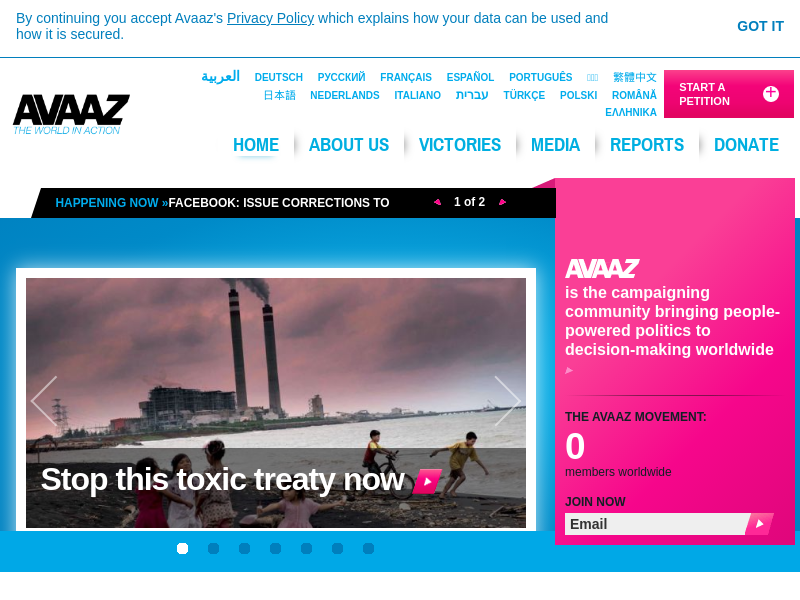 By continuing you accept Avaaz's Privacy Policy which explains how your data can be used and
how it is secured.
GOT IT
العربية DEUTSCH РУССКИЙ FRANÇAIS ESPAÑOL PORTUGUÊS 繁體中文
日本語 NEDERLANDS ITALIANO עברית TÜRKÇE POLSKI ROMÂNĂ
ΕΛΛΗΝΙΚΑ
START A
PETITION
AVAAZ
THE WORLD IN ACTION
HOME ABOUT US VICTORIES MEDIA REPORTS DONATE
HAPPENING NOW »FACEBOOK: ISSUE CORRECTIONS TO
1 of 2
Stop this toxic treaty now
AVAAZ
is the campaigning
community bringing people-
powered politics to
decision-making worldwide
THE AVAAZ MOVEMENT:
0
members worldwide
JOIN NOW
Email